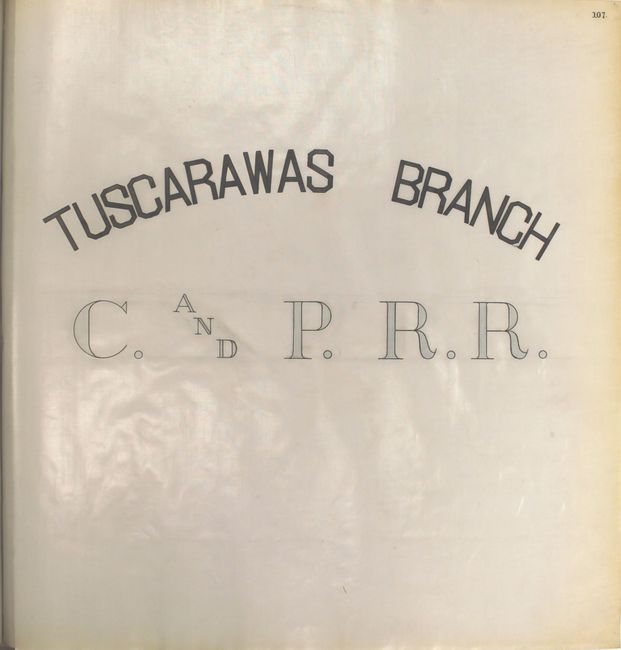 107.
TUSCARAWAS BRANCH
C. AND P. R. R.